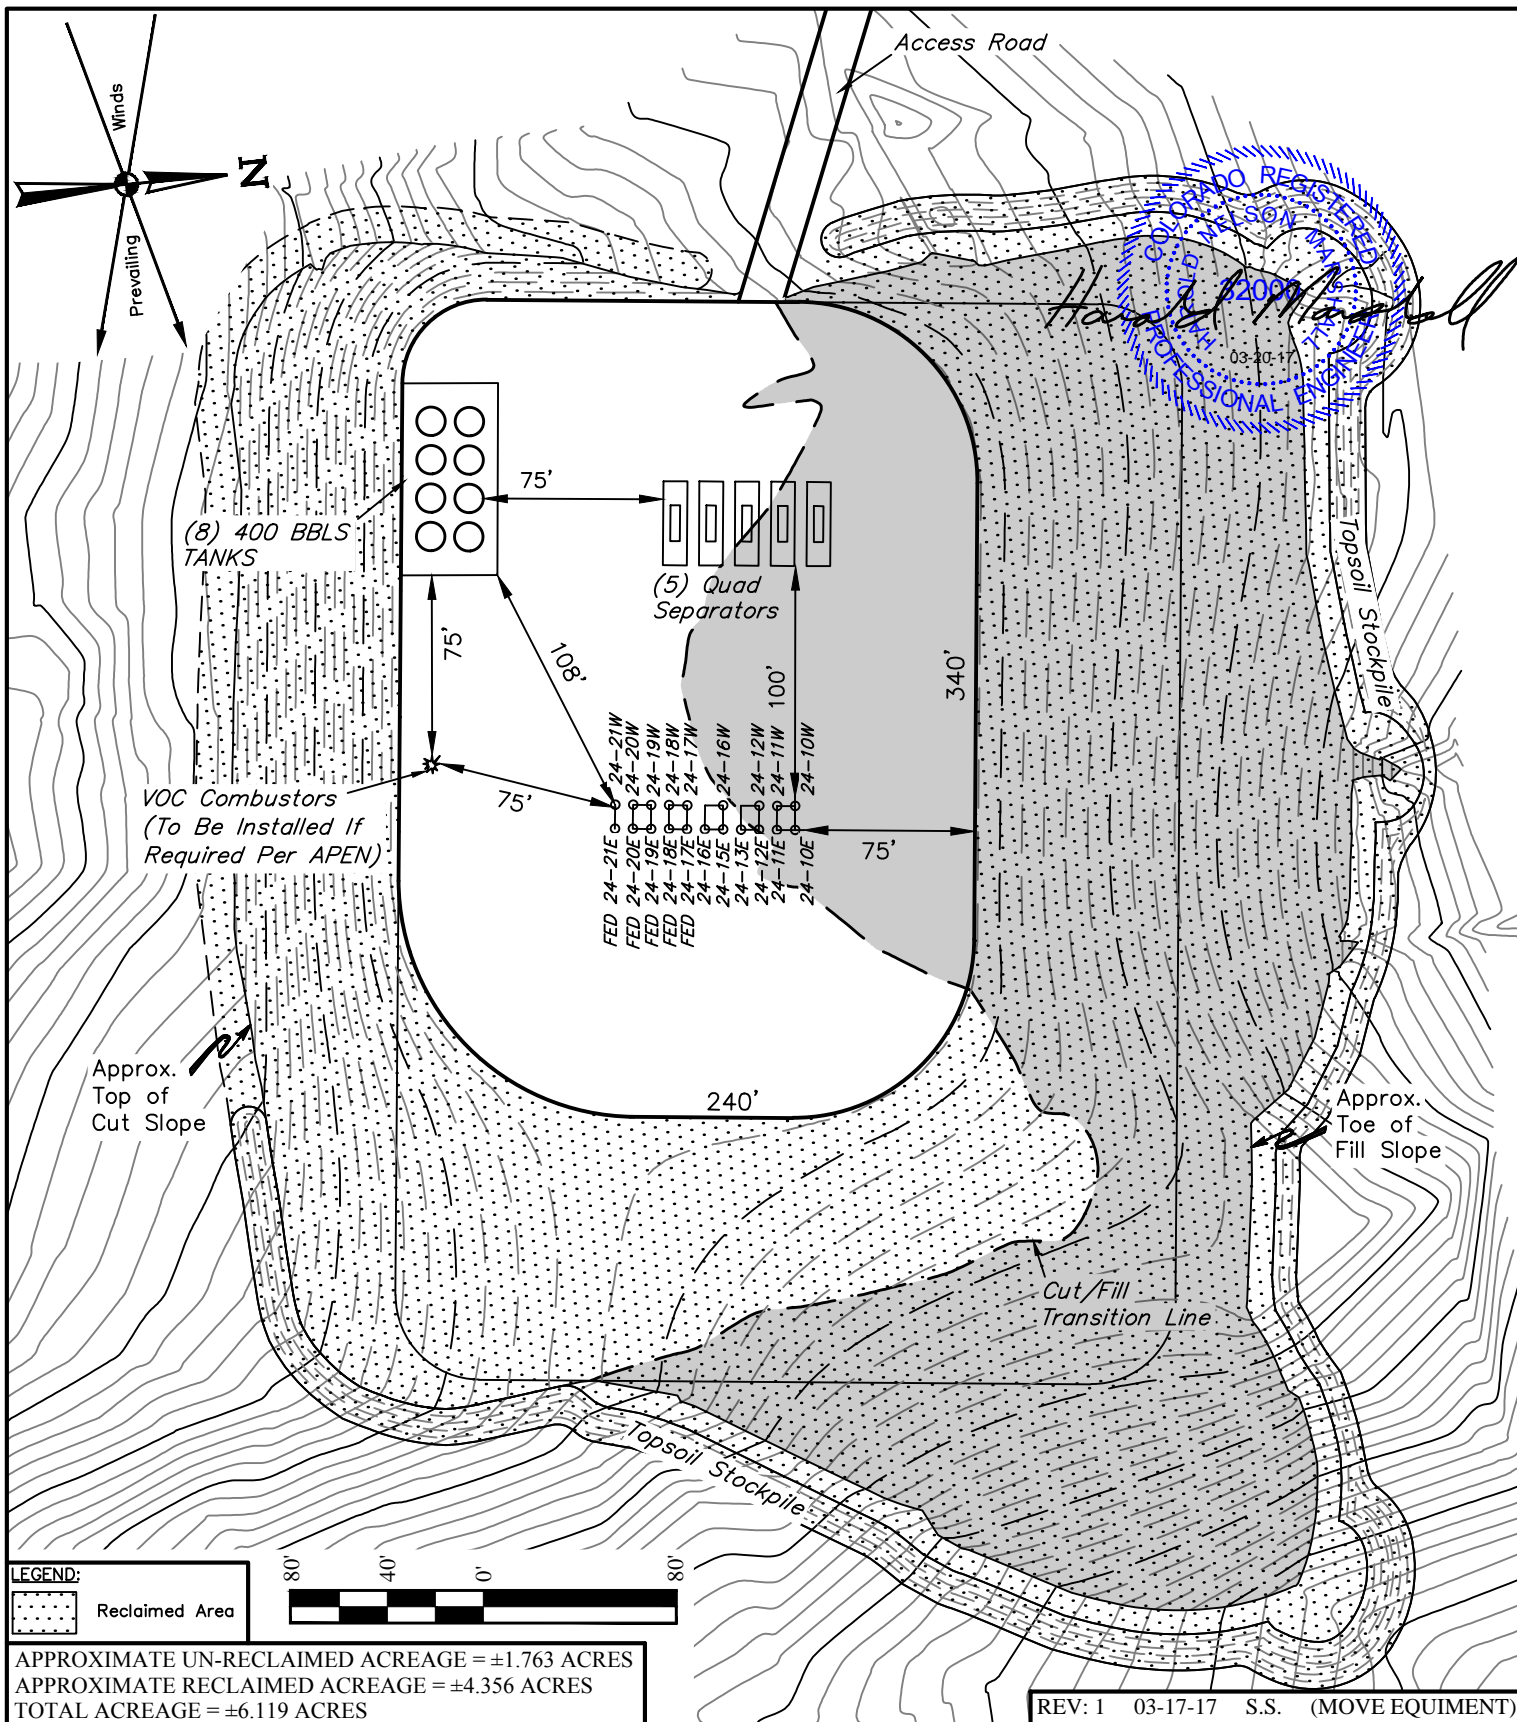 Access Road
Winds
N
Prevailing
COLORADO REGISTERED
HAROLD NELSON MARSHALL
32000
03-20-17
PROFESSIONAL ENGINEER
Harold Marshall
75'
(8) 400 BBLS
TANKS
(5) Quad
Separators
Topsoil Stockpile
75'
108'
100'
340'
24-21W
24-20W
24-19W
24-18W
24-17W
24-16W
24-12W
24-11W
24-10W
VOC Combustors
(To Be Installed If
Required Per APEN)
75'
75'
FED 24-21E
FED 24-20E
FED 24-19E
FED 24-18E
FED 24-17E
24-16E
24-15E
24-13E
24-12E
24-11E
24-10E
Approx.
Top of
Cut Slope
240'
Approx.
Toe of
Fill Slope
Cut/Fill
Transition Line
Topsoil Stockpile
LEGEND:
Reclaimed Area
80'
40'
0'
80'
APPROXIMATE UN-RECLAIMED ACREAGE = ±1.763 ACRES
APPROXIMATE RECLAIMED ACREAGE = ±4.356 ACRES
TOTAL ACREAGE = ±6.119 ACRES
REV: 1 03-17-17 S.S. (MOVE EQUIMENT)